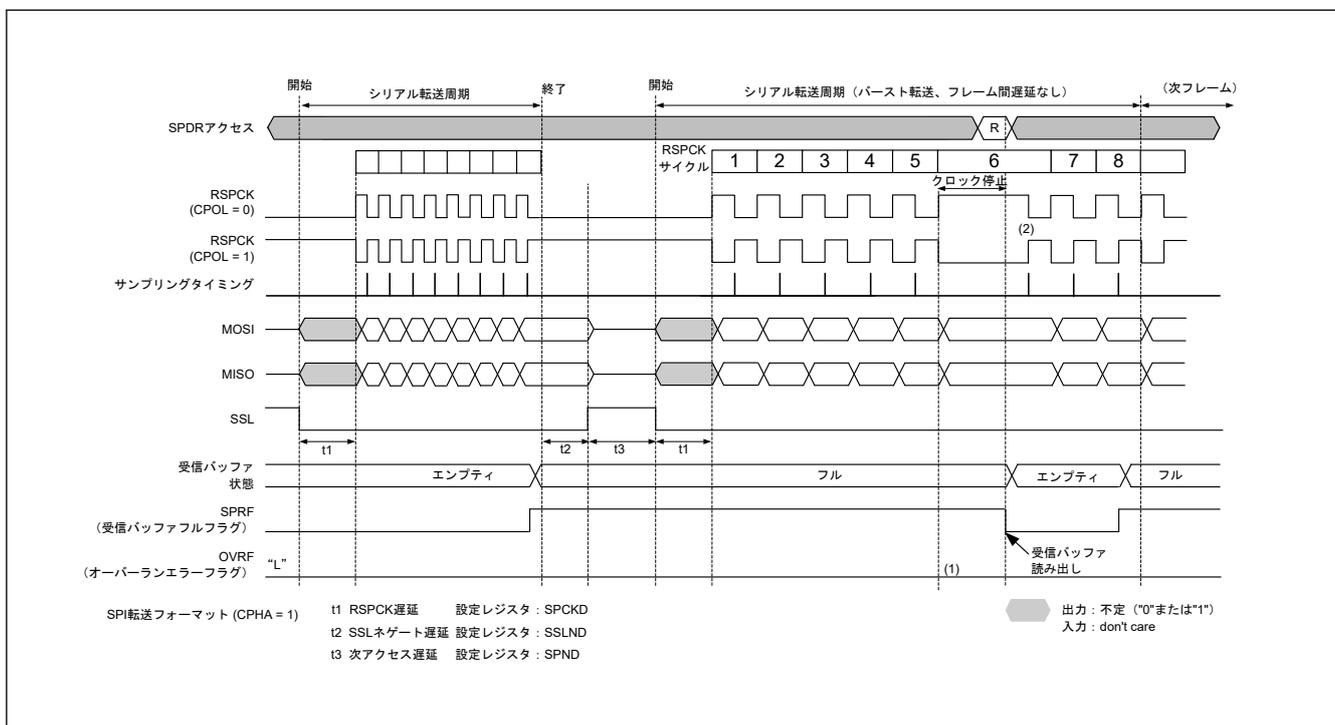 開始
シリアル転送周期
終了
開始
シリアル転送周期（バースト転送、フレーム間遅延なし）
（次フレーム）
SPDRアクセス
R
RSPCK
サイクル
1 2 3 4 5 6 7 8
クロック停止
RSPCK
(CPOL = 0)
(2)
RSPCK
(CPOL = 1)
サンプリングタイミング
MOSI
MISO
SSL
t1
t2
t3
t1
受信バッファ
状態
エンプティ
フル
エンプティ
フル
SPRF
（受信バッファフルフラグ）
受信バッファ
読み出し
OVRF
（オーバーランエラーフラグ）
“L”
(1)
SPI転送フォーマット (CPHA = 1)
t1 RSPCK遅延 設定レジスタ：SPCKD
t2 SSLネゲート遅延 設定レジスタ：SSLND
t3 次アクセス遅延 設定レジスタ：SPND
出力：不定（"0"または"1"）
入力：don't care